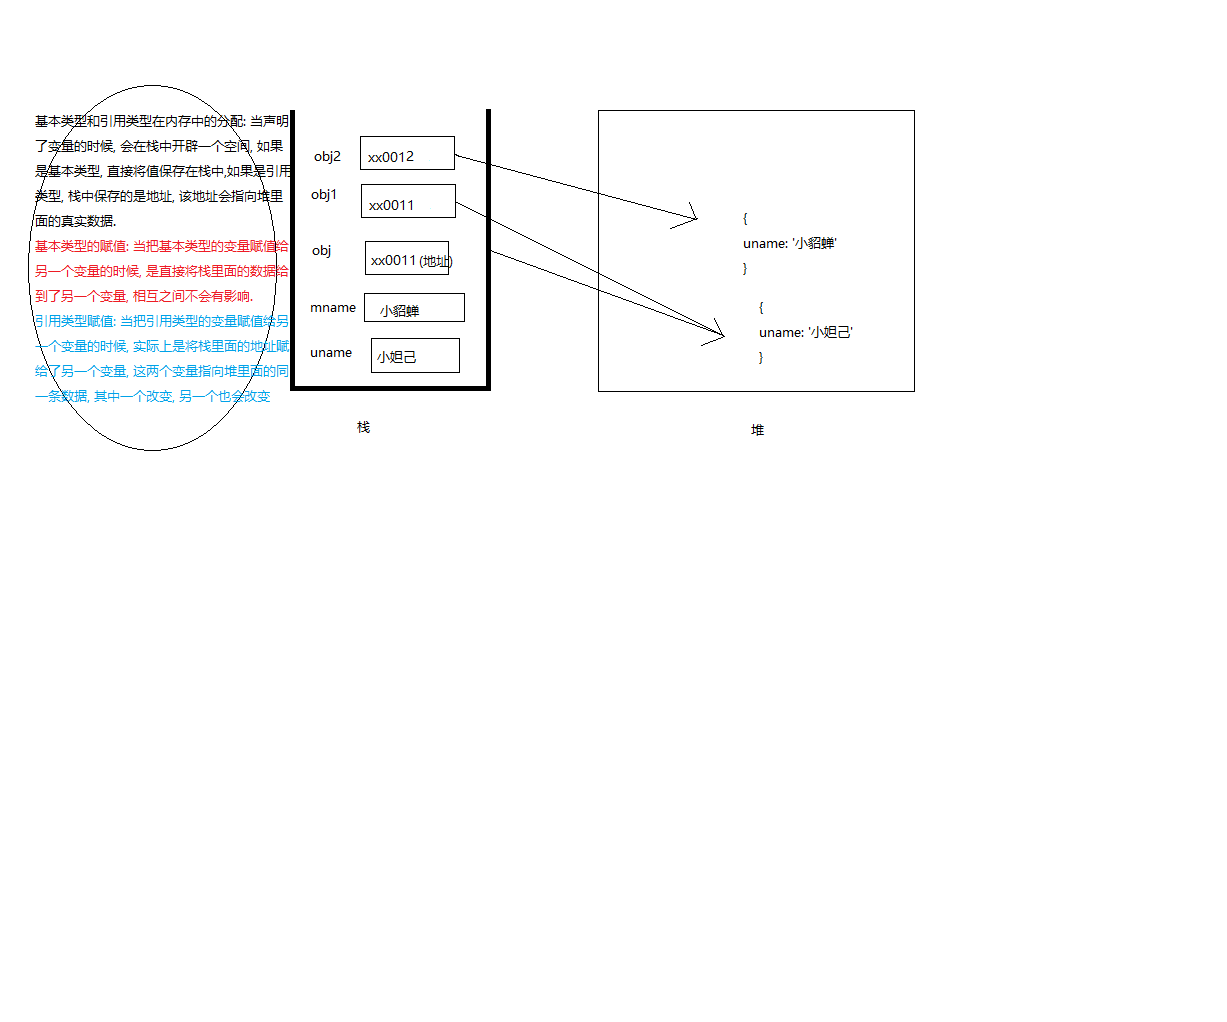 基本类型和引用类型在内存中的分配: 当声明
了变量的时候, 会在栈中开辟一个空间, 如果
是基本类型, 直接将值保存在栈中,如果是引用
类型, 栈中保存的是地址, 该地址会指向堆里
面的真实数据.
基本类型的赋值: 当把基本类型的变量赋值给
另一个变量的时候, 是直接将栈里面的数据给
到了另一个变量, 相互之间不会有影响.
引用类型赋值: 当把引用类型的变量赋值给另
一个变量的时候, 实际上是将栈里面的地址赋
给了另一个变量, 这两个变量指向堆里面的同
一条数据, 其中一个改变, 另一个也会改变
obj2 xx0012
obj1 xx0011
obj xx0011 (地址)
mname 小貂蝉
uname 小妲己
栈
{
uname: '小貂蝉'
}
{
uname: '小妲己'
}
堆